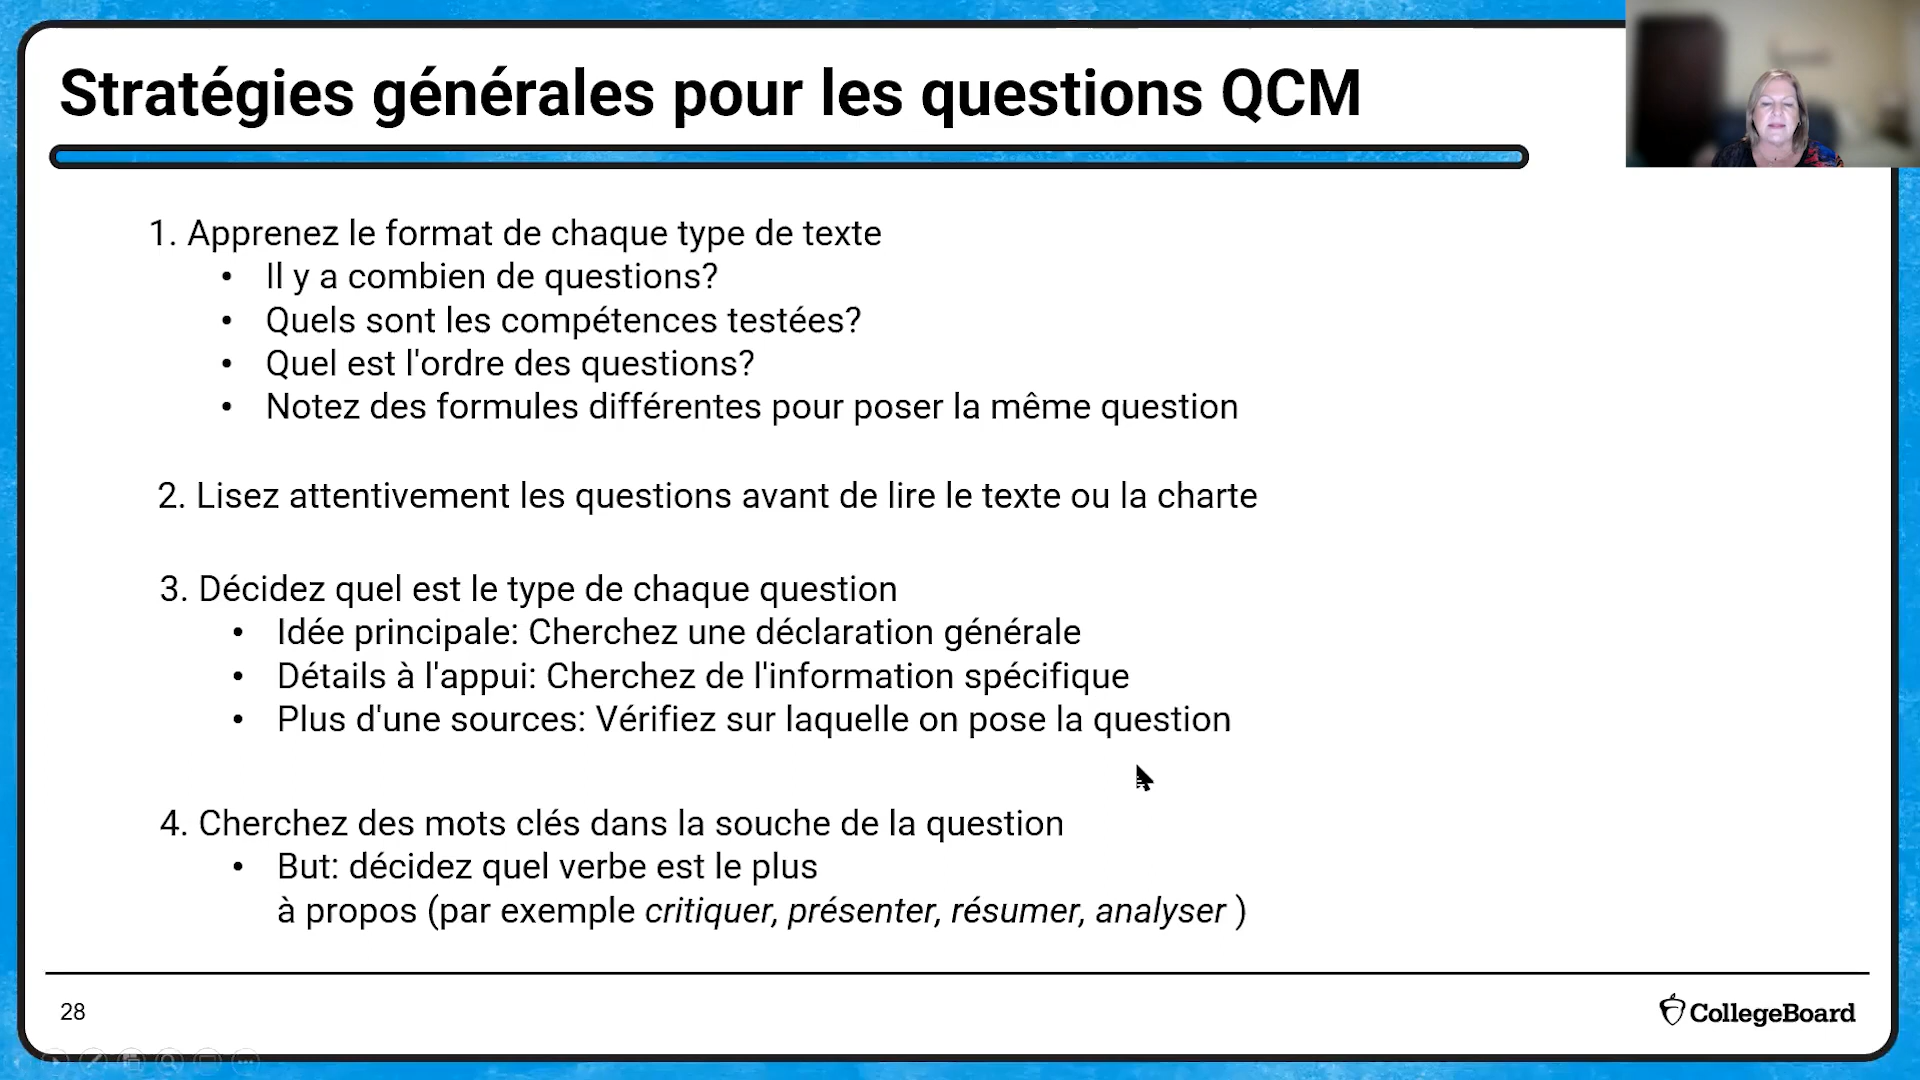 Stratégies générales pour les questions QCM
1. Apprenez le format de chaque type de texte
• Il y a combien de questions?
• Quels sont les compétences testées?
• Quel est l'ordre des questions?
• Notez des formules différentes pour poser la même question
2. Lisez attentivement les questions avant de lire le texte ou la charte
3. Décidez quel est le type de chaque question
• Idée principale: Cherchez une déclaration générale
• Détails à l'appui: Cherchez de l'information spécifique
• Plus d'une sources: Vérifiez sur laquelle on pose la question
4. Cherchez des mots clés dans la souche de la question
• But: décidez quel verbe est le plus
à propos (par exemple critiquer, présenter, résumer, analyser )
28
CollegeBoard